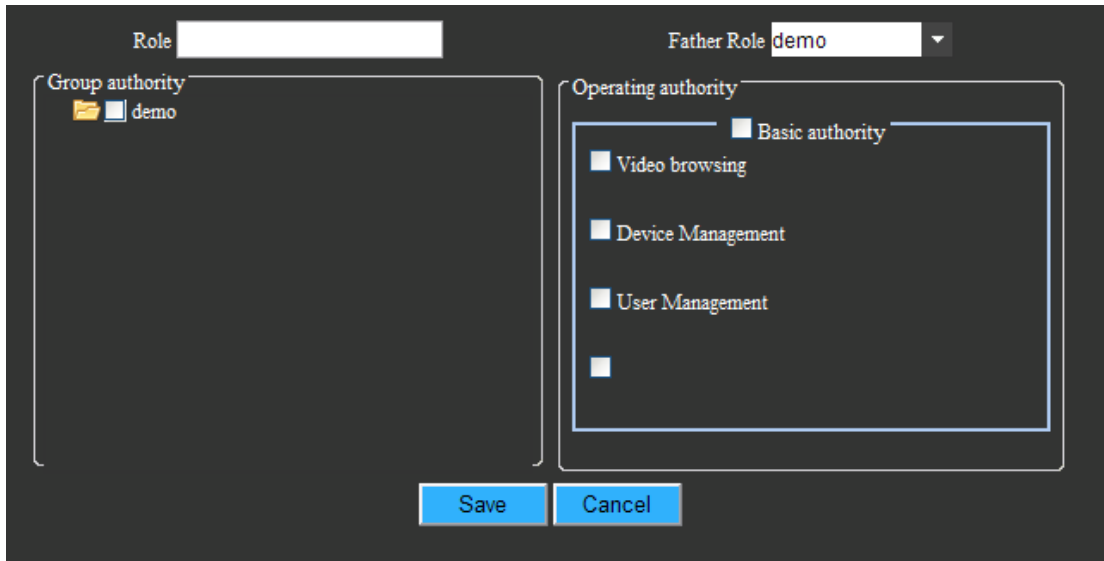 Role
Father Role demo
Group authority
demo
Operating authority
Basic authority
Video browsing
Device Management
User Management
Save
Cancel